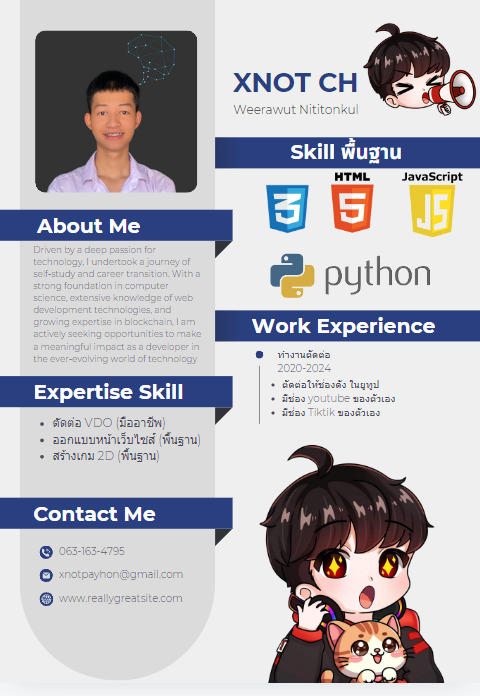 XNOT CH
Weerawut Nititonkul
Skill พื้นฐาน
3
HTML
5
JavaScript
JS
python
About Me
Driven by a deep passion for
technology, I undertook a journey of
self-study and career transition. With a
strong foundation in computer
science, extensive knowledge of web
development technologies, and
growing expertise in blockchain, I am
actively seeking opportunities to make
a meaningful impact as a developer in
the ever-evolving world of technology
Expertise Skill
• ตัดต่อ VDO (มืออาชีพ)
• ออกแบบหน้าเว็บไซส์ (พื้นฐาน)
• สร้างเกม 2D (พื้นฐาน)
Contact Me
063-163-4795
xnotpayhon@gmail.com
www.reallygreatsite.com
Work Experience
ทำงานตัดต่อ
2020-2024
• ตัดต่อให้ช่องดัง ในยูทูป
• มีช่อง youtube ของตัวเอง
• มีช่อง Tiktik ของตัวเอง